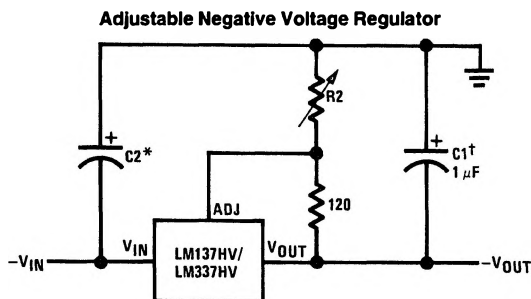 Adjustable Negative Voltage Regulator
R2
C2*
C1†
1 μF
ADJ
120
VIN
LM137HV/
LM337HV
VOUT
−VIN
−VOUT
+
+